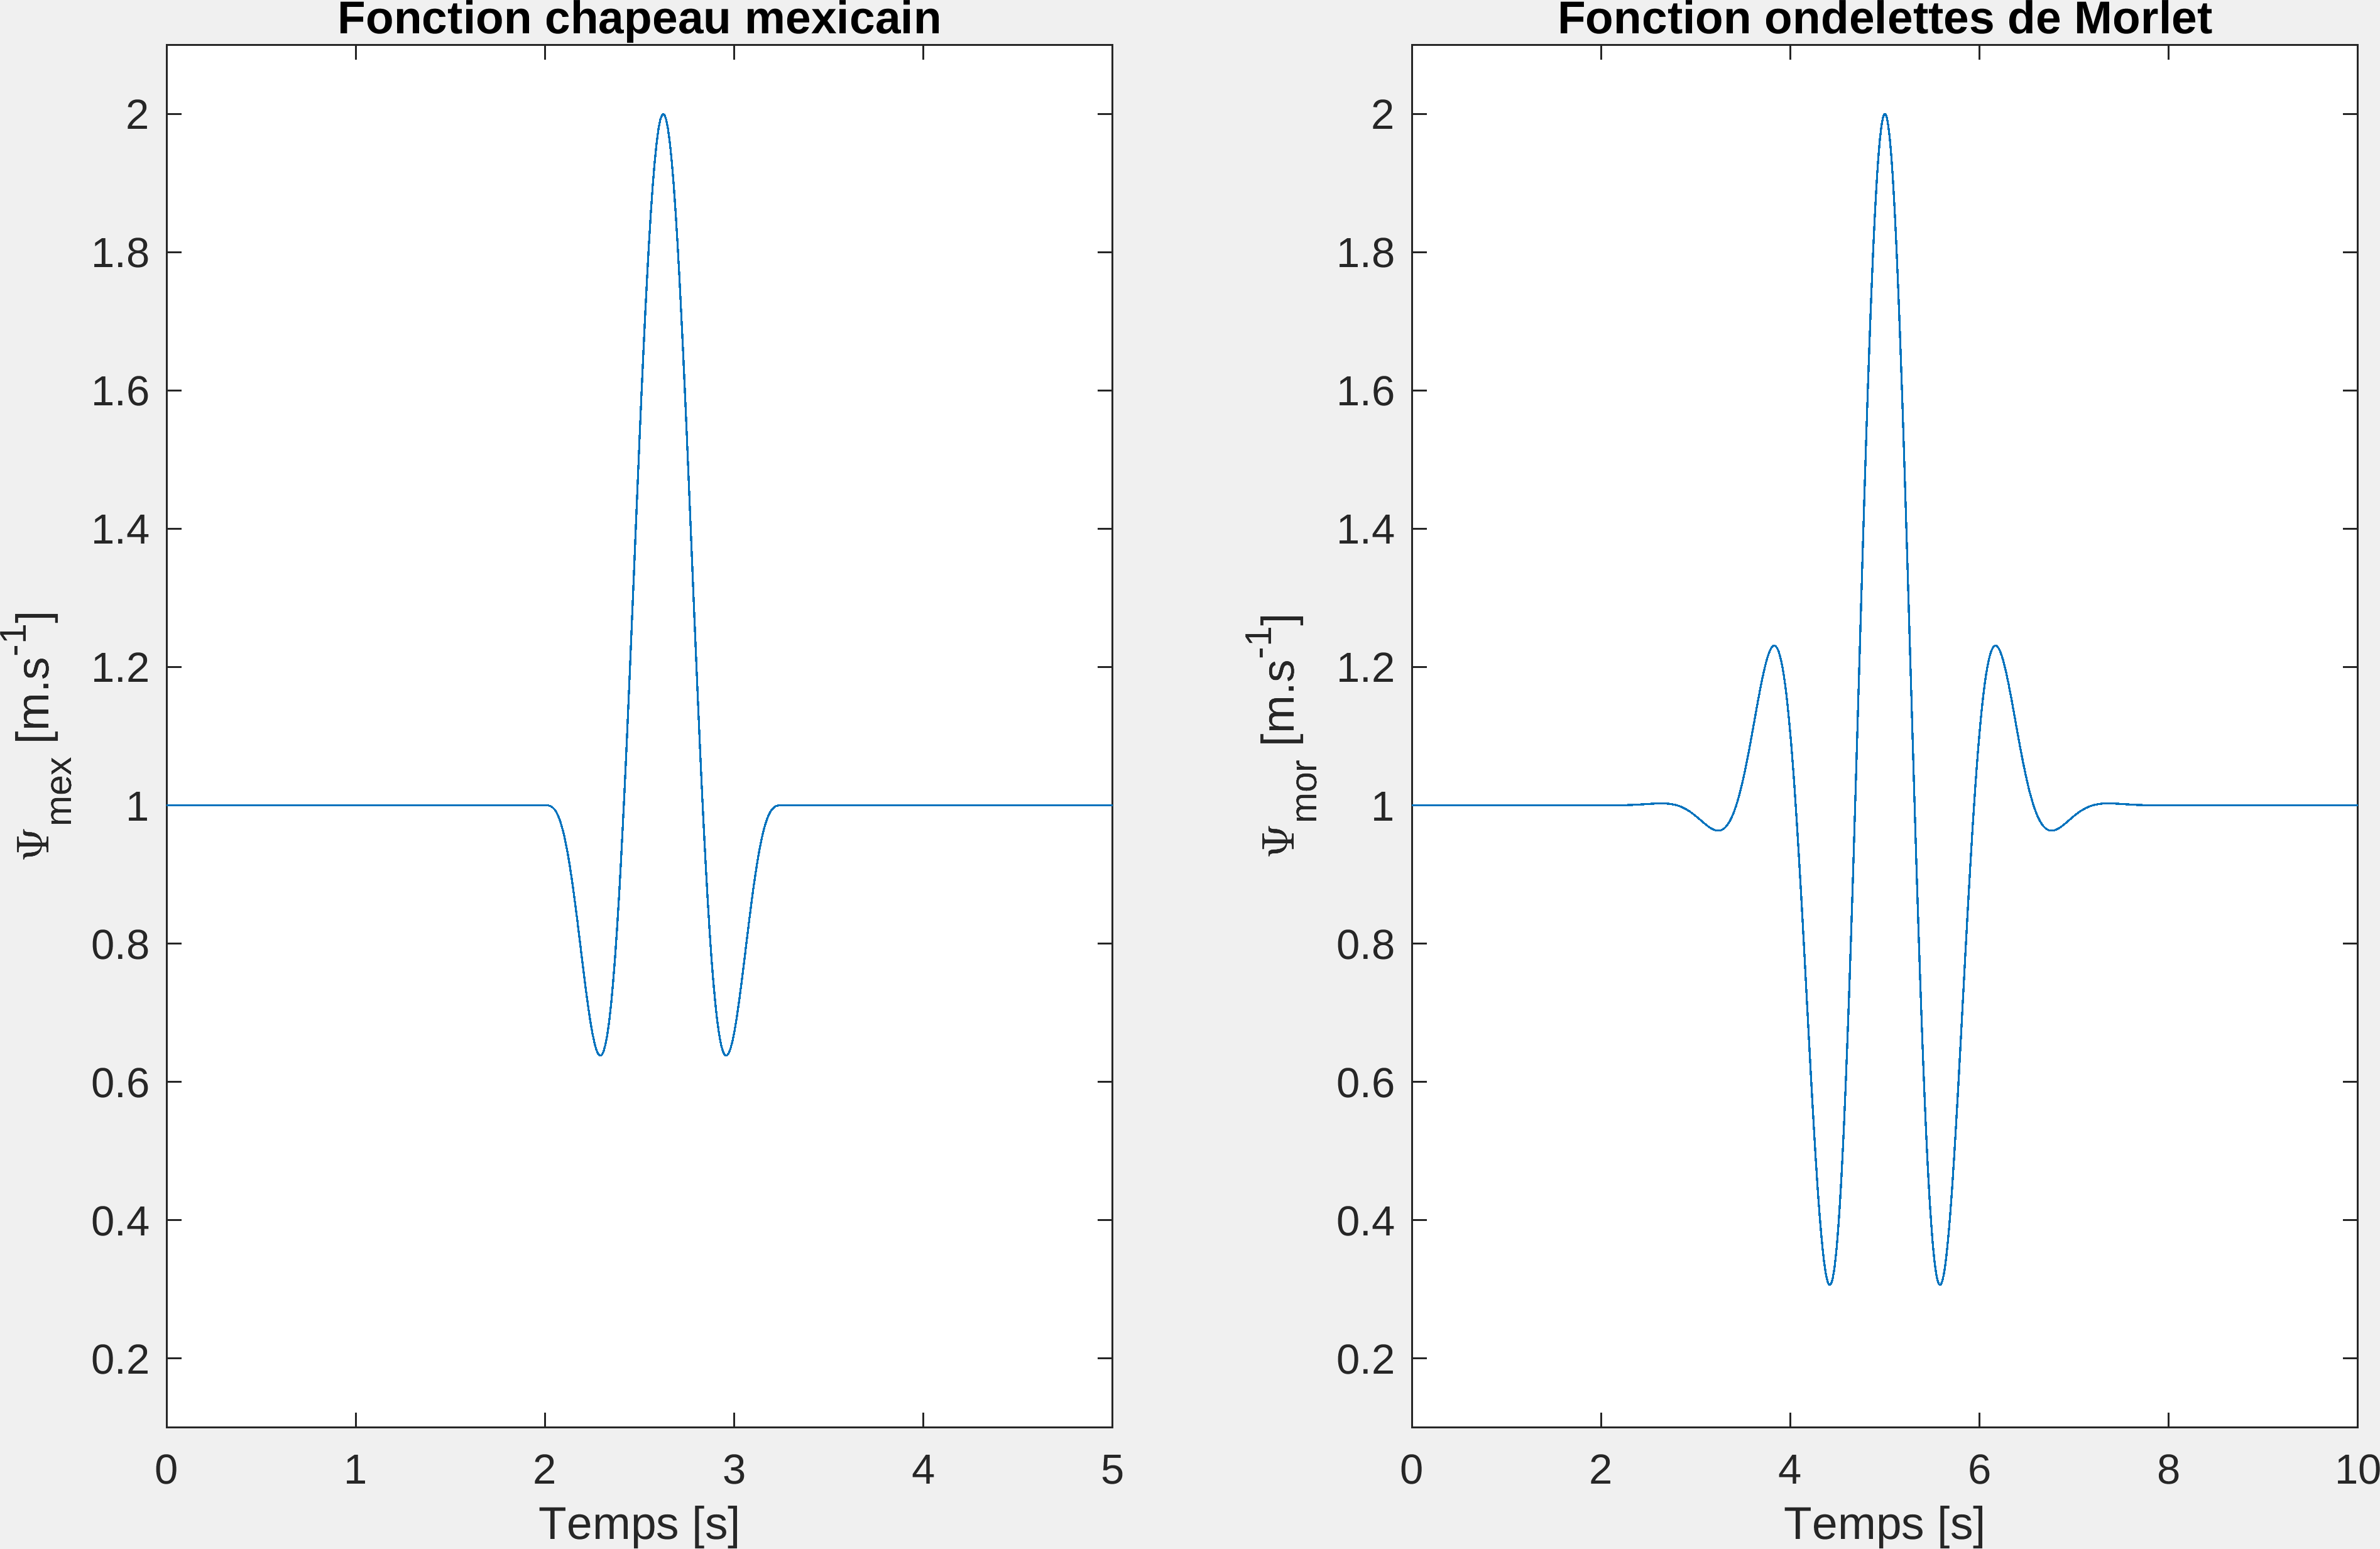 Fonction chapeau mexicain
2
1.8
1.6
1.4
1.2
1
0.8
0.6
0.4
0.2
Ψmex [m.s-1]
0 1 2 3 4 5
Temps [s]
Fonction ondelettes de Morlet
2
1.8
1.6
1.4
1.2
1
0.8
0.6
0.4
0.2
Ψmor [m.s-1]
0 2 4 6 8 10
Temps [s]